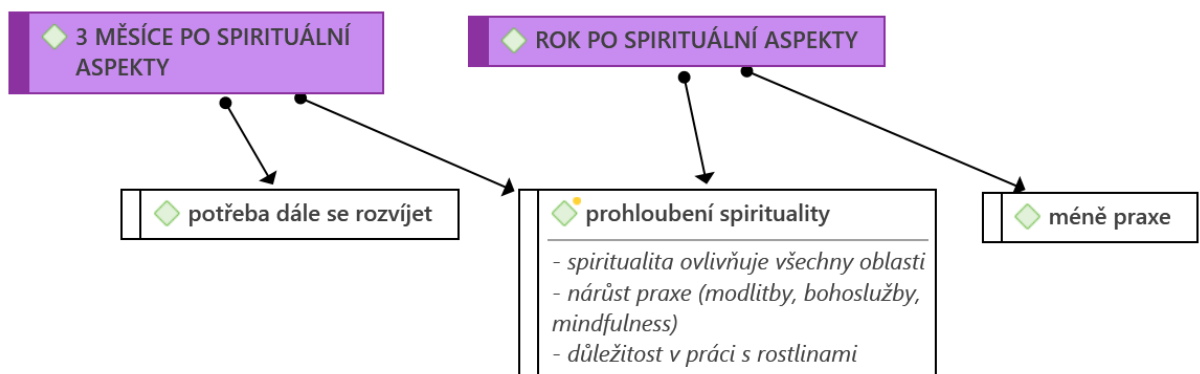 3 MĚSÍCE PO SPIRITUÁLNÍ
ASPEKTY
ROK PO SPIRITUÁLNÍ ASPEKTY
potřeba dále se rozvíjet
prohloubení spirituality
- spiritualita ovlivňuje všechny oblasti
- nárůst praxe (modlitby, bohoslužby,
mindfulness)
- důležitost v práci s rostlinami
méně praxe